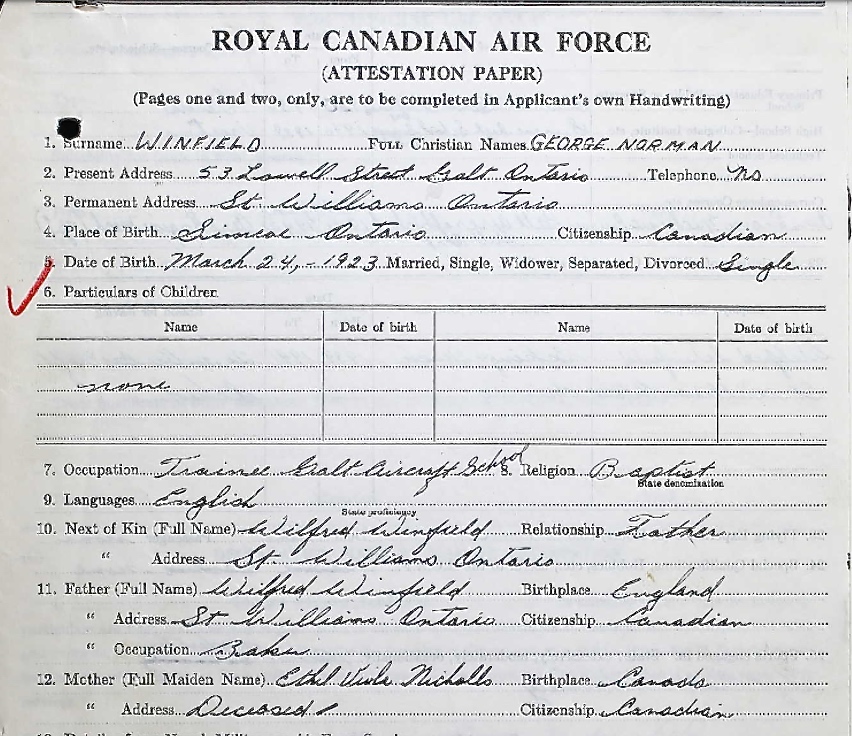 ROYAL CANADIAN AIR FORCE
(ATTESTATION PAPER)
(Pages one and two, only, are to be completed in Applicant's own Handwriting)
1. Surname WINFIELD Full Christian Names GEORGE NORMAN
2. Present Address 53 Lowell Street Galt Ontario Telephone no
3. Permanent Address St Williams Ontario
4. Place of Birth Simcoe Ontario Citizenship Canadian
5. Date of Birth March 24, -1923 Married, Single, Widower, Separated, Divorced Single
6. Particulars of Children
Name Date of birth Name Date of birth
none
7. Occupation Trainee Galt Aircraft School 8. Religion Baptist
State denomination
9. Languages English
State proficiency
10. Next of Kin (Full Name) Wilfred Winfield Relationship Father
" Address St. Williams Ontario
11. Father (Full Name) Wilfred Winfield Birthplace England
" Address St Williams Ontario Citizenship Canadian
" Occupation Baker
12. Mother (Full Maiden Name) Ethel Viola Nicholls Birthplace Canada
" Address Deceased Citizenship Canadian